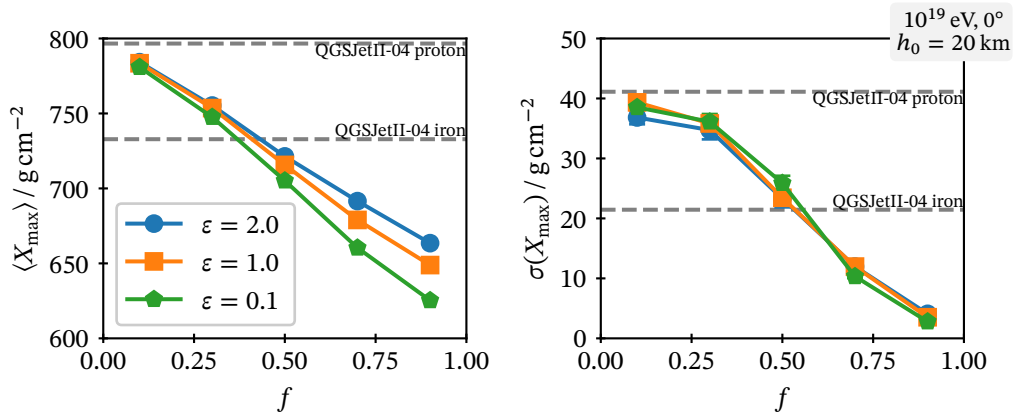 10¹⁹ eV, 0°
h₀ = 20 km
800
750
700
650
600
⟨X_max⟩ / g cm⁻²
QGSJetII-04 proton
QGSJetII-04 iron
ε = 2.0
ε = 1.0
ε = 0.1
0.00 0.25 0.50 0.75 1.00
f
50
40
30
20
10
0
σ(X_max) / g cm⁻²
QGSJetII-04 proton
QGSJetII-04 iron
0.00 0.25 0.50 0.75 1.00
f